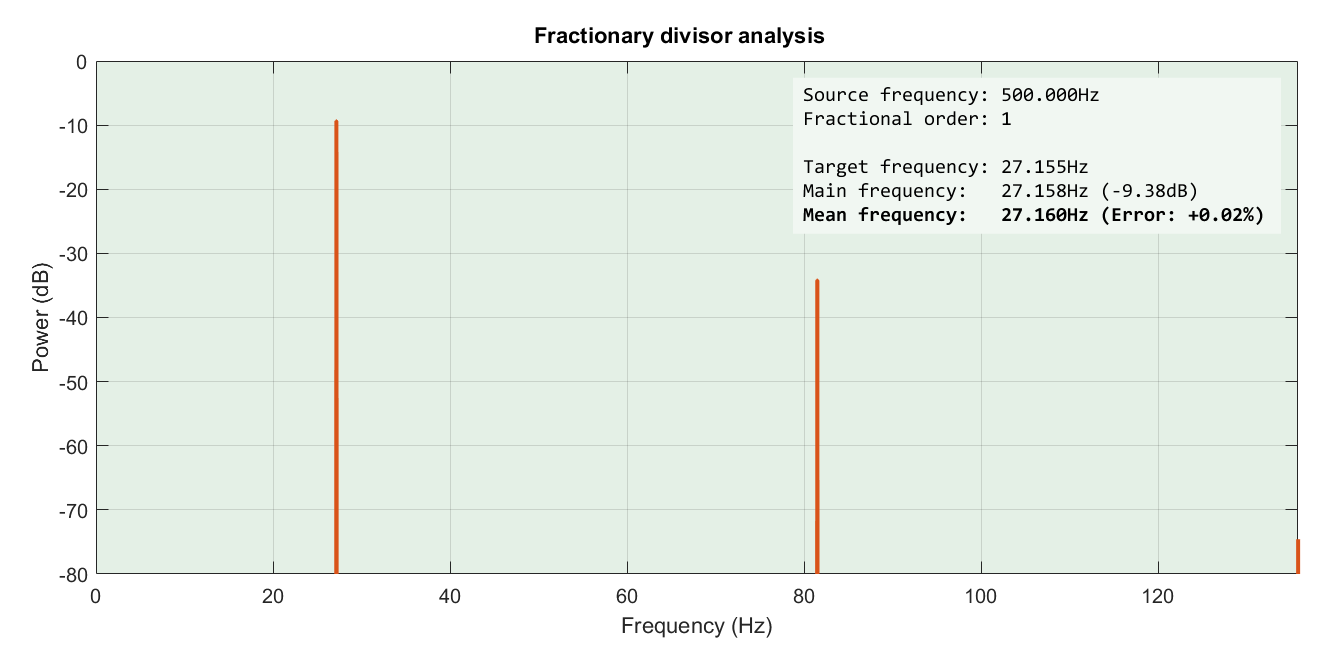 Fractionary divisor analysis
0
-10
-20
-30
-40
-50
-60
-70
-80
Power (dB)
Source frequency: 500.000Hz
Fractional order: 1
Target frequency: 27.155Hz
Main frequency:   27.158Hz (-9.38dB)
Mean frequency:   27.160Hz (Error: +0.02%)
0 20 40 60 80 100 120
Frequency (Hz)